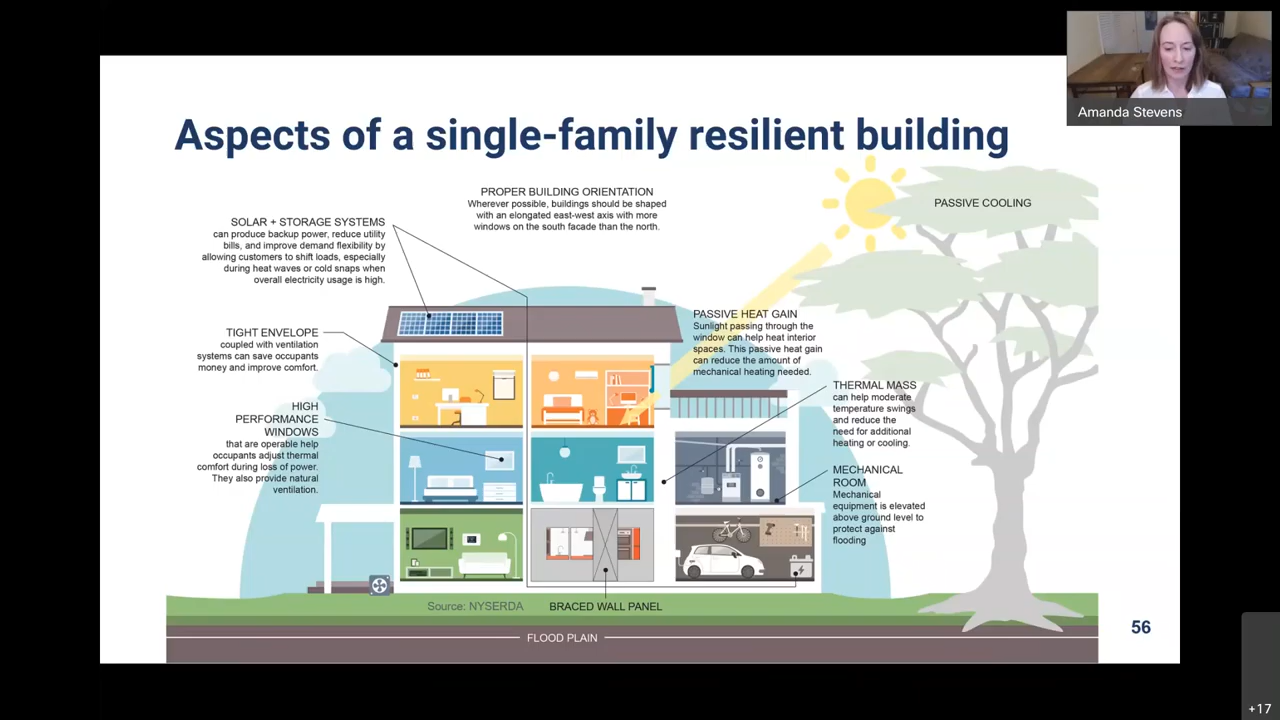 Amanda Stevens
Aspects of a single-family resilient building
PROPER BUILDING ORIENTATION
Wherever possible, buildings should be shaped
with an elongated east-west axis with more
windows on the south facade than the north.
PASSIVE COOLING
SOLAR + STORAGE SYSTEMS
can produce backup power, reduce utility
bills, and improve demand flexibility by
allowing customers to shift loads, especially
during heat waves or cold snaps when
overall electricity usage is high.
PASSIVE HEAT GAIN
Sunlight passing through the
window can help heat interior
spaces. This passive heat gain
can reduce the amount of
mechanical heating needed.
TIGHT ENVELOPE
coupled with ventilation
systems can save occupants
money and improve comfort.
THERMAL MASS
can help moderate
temperature swings
and reduce the
need for additional
heating or cooling.
HIGH
PERFORMANCE
WINDOWS
that are operable help
occupants adjust thermal
comfort during loss of power.
They also provide natural
ventilation.
MECHANICAL
ROOM
Mechanical
equipment is elevated
above ground level to
protect against
flooding
Source: NYSERDA
BRACED WALL PANEL
FLOOD PLAIN
56
+17